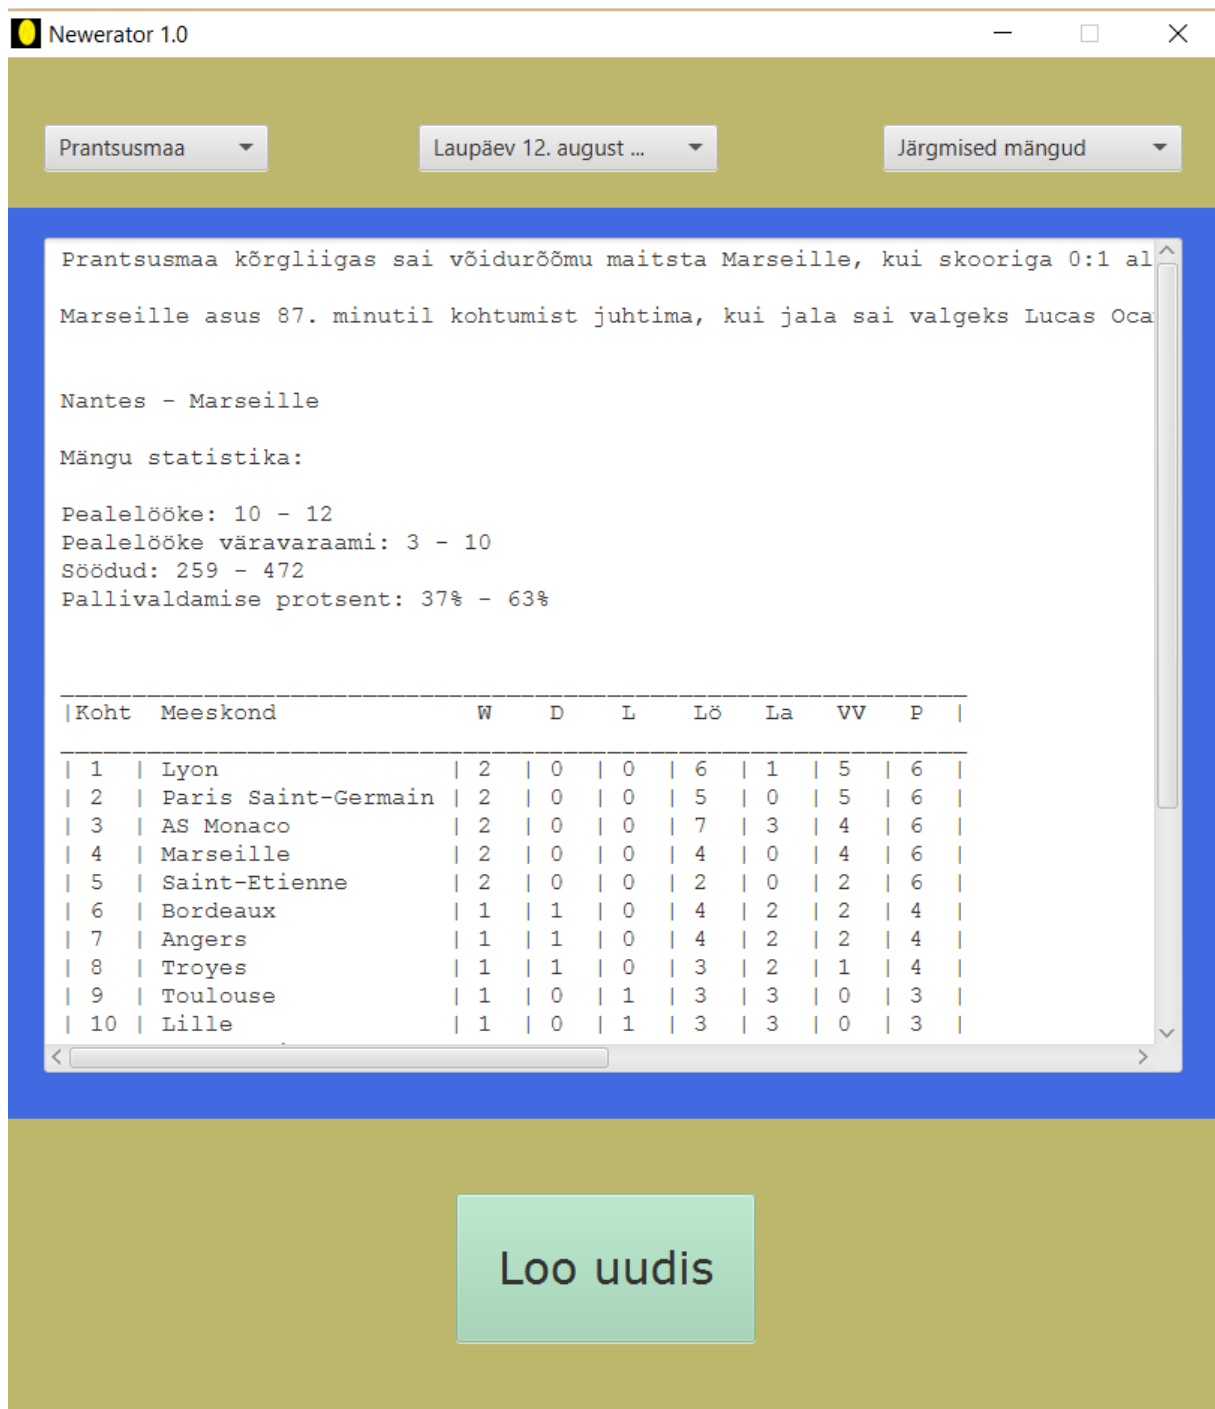 Newerator 1.0
Prantsusmaa Laupäev 12. august ... Järgmised mängud
Prantsusmaa kõrgliigas sai võidurõõmu maitsta Marseille, kui skooriga 0:1 al
Marseille asus 87. minutil kohtumist juhtima, kui jala sai valgeks Lucas Oca
Nantes - Marseille
Mängu statistika:
Pealelööke: 10 - 12
Pealelööke väravaraami: 3 - 10
Söödud: 259 - 472
Pallivaldamise protsent: 37% - 63%
|Koht Meeskond W D L Lö La VV P |
| 1 | Lyon | 2 | 0 | 0 | 6 | 1 | 5 | 6 |
| 2 | Paris Saint-Germain | 2 | 0 | 0 | 5 | 0 | 5 | 6 |
| 3 | AS Monaco | 2 | 0 | 0 | 7 | 3 | 4 | 6 |
| 4 | Marseille | 2 | 0 | 0 | 4 | 0 | 4 | 6 |
| 5 | Saint-Etienne | 2 | 0 | 0 | 2 | 0 | 2 | 6 |
| 6 | Bordeaux | 1 | 1 | 0 | 4 | 2 | 2 | 4 |
| 7 | Angers | 1 | 1 | 0 | 4 | 2 | 2 | 4 |
| 8 | Troyes | 1 | 1 | 0 | 3 | 2 | 1 | 4 |
| 9 | Toulouse | 1 | 0 | 1 | 3 | 3 | 0 | 3 |
| 10 | Lille | 1 | 0 | 1 | 3 | 3 | 0 | 3 |
Loo uudis